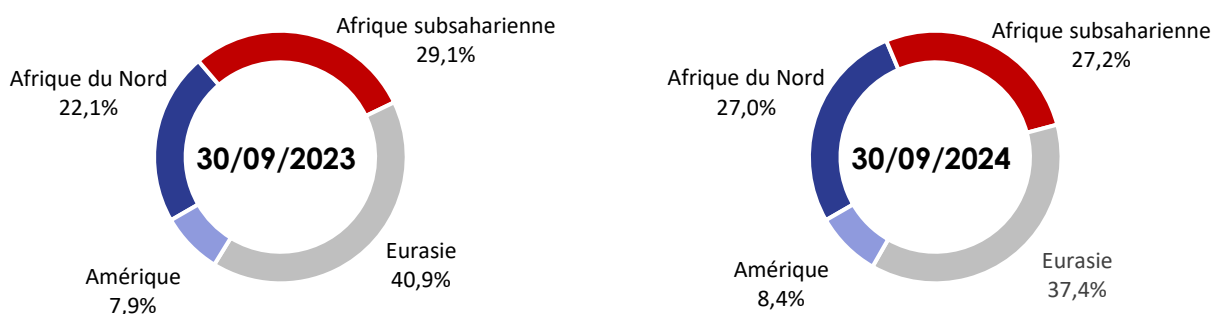 Afrique subsaharienne
29,1%
Afrique du Nord
22,1%
30/09/2023
Eurasie
40,9%
Amérique
7,9%
Afrique subsaharienne
27,2%
Afrique du Nord
27,0%
30/09/2024
Eurasie
37,4%
Amérique
8,4%